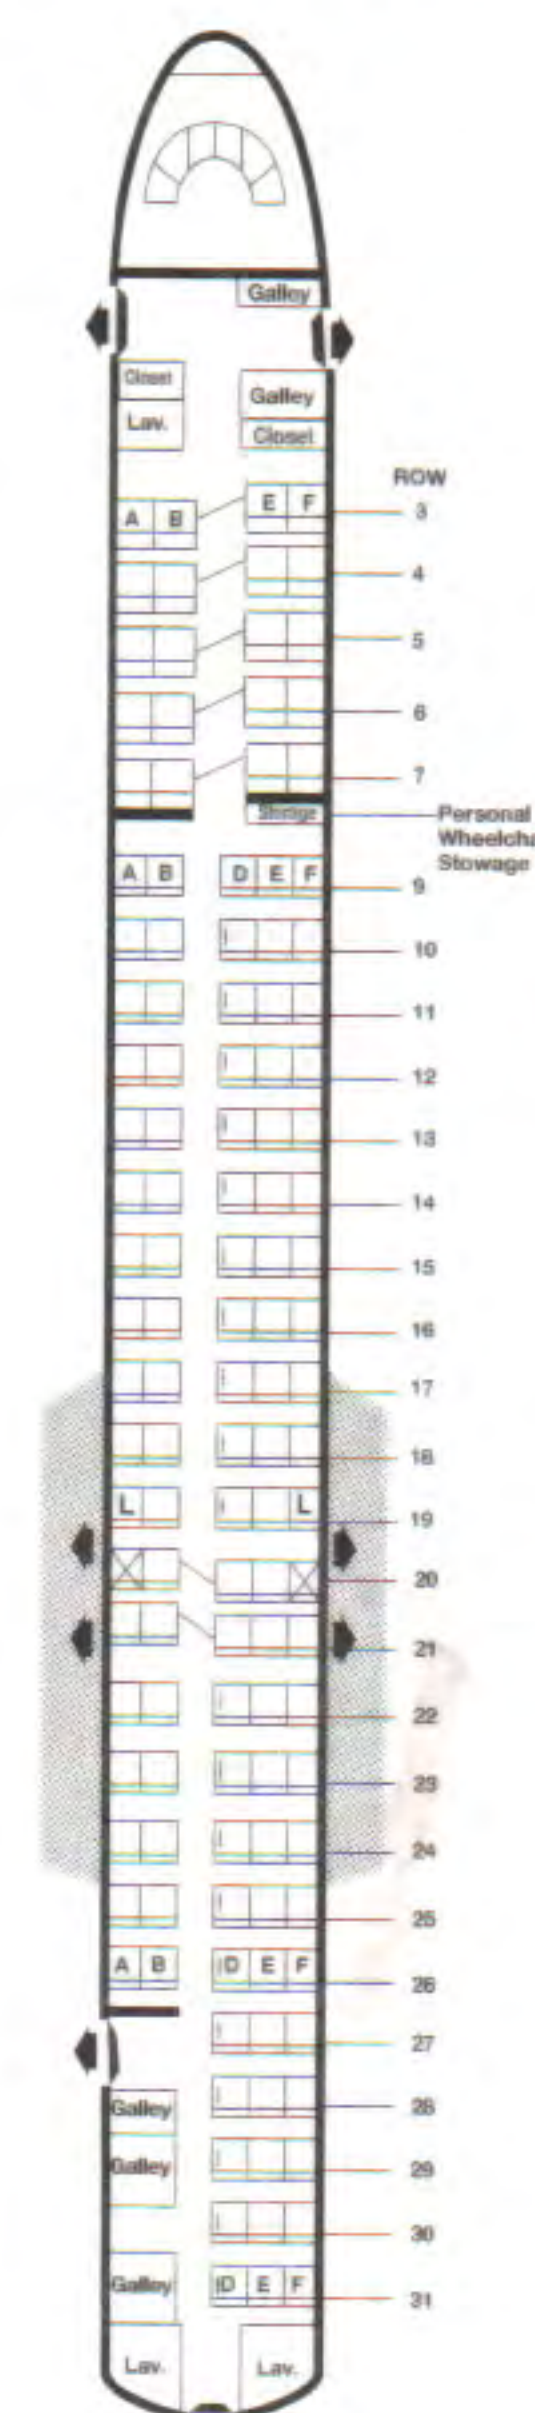 Galley
Closet
Lav.
Galley
Closet
ROW
A B E F 3
4
5
6
7
Storage
Personal
Wheelcha
Stowage
A B D E F 9
10
11
12
13
14
15
16
17
18
L L 19
20
21
22
23
24
25
A B D E F 26
27
Galley 28
Galley 29
30
Galley D E F 31
Lav. Lav.